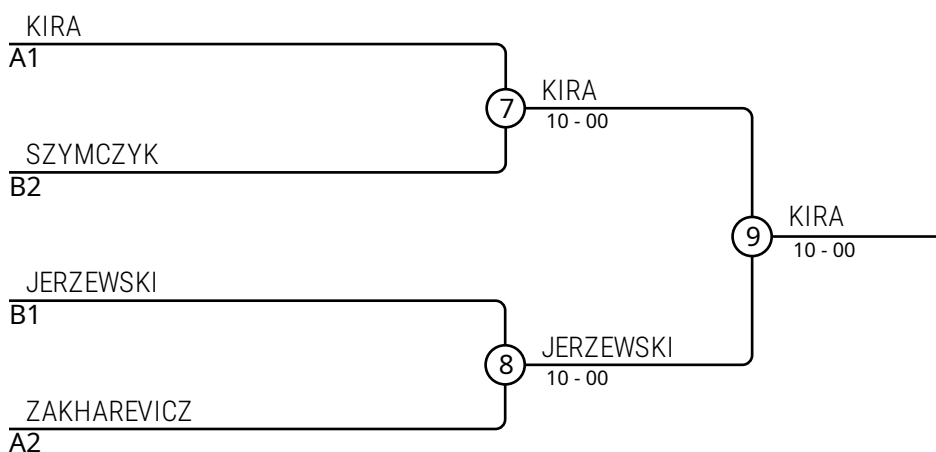 KIRA
A1
7
KIRA
10 - 00
SZYMCZYK
B2
9
KIRA
10 - 00
JERZEWSKI
B1
8
JERZEWSKI
10 - 00
ZAKHAREVICZ
A2